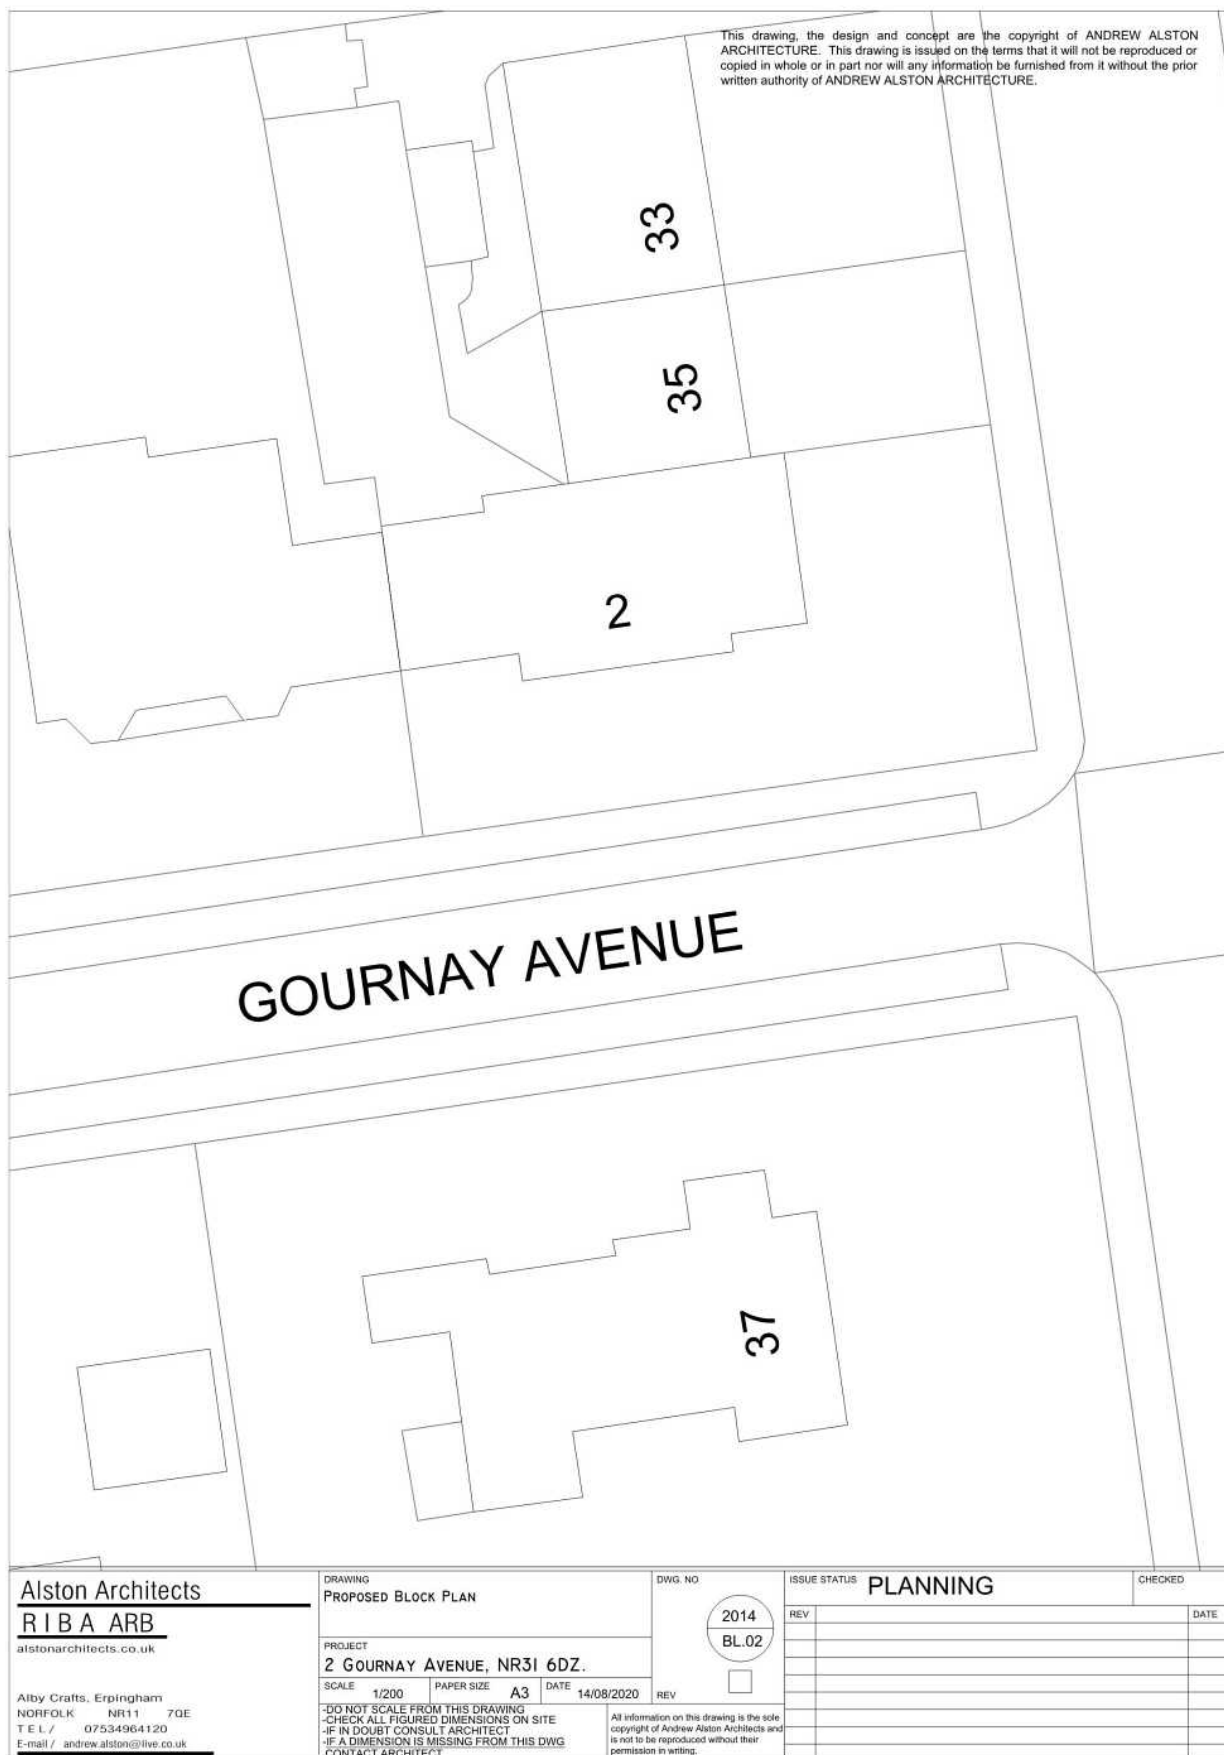 This drawing, the design and concept are the copyright of ANDREW ALSTON
ARCHITECTURE. This drawing is issued on the terms that it will not be reproduced or
copied in whole or in part nor will any information be furnished from it without the prior
written authority of ANDREW ALSTON ARCHITECTURE.
33
35
2
GOURNAY AVENUE
37
Alston Architects
RIBA ARB
alstonarchitects.co.uk
Alby Crafts, Erpingham
NORFOLK NR11 7QE
TEL/ 07534964120
E-mail / andrew.alston@live.co.uk
DRAWING
PROPOSED BLOCK PLAN
PROJECT
2 GOURNAY AVENUE, NR31 6DZ.
SCALE 1/200 PAPER SIZE A3 DATE 14/08/2020
-DO NOT SCALE FROM THIS DRAWING
-CHECK ALL FIGURED DIMENSIONS ON SITE
-IF IN DOUBT CONSULT ARCHITECT
-IF A DIMENSION IS MISSING FROM THIS DWG
CONTACT ARCHITECT
DWG. NO
2014
BL.02
REV
All information on this drawing is the sole
copyright of Andrew Alston Architects and
is not to be reproduced without their
permission in writing.
ISSUE STATUS PLANNING
CHECKED
REV DATE